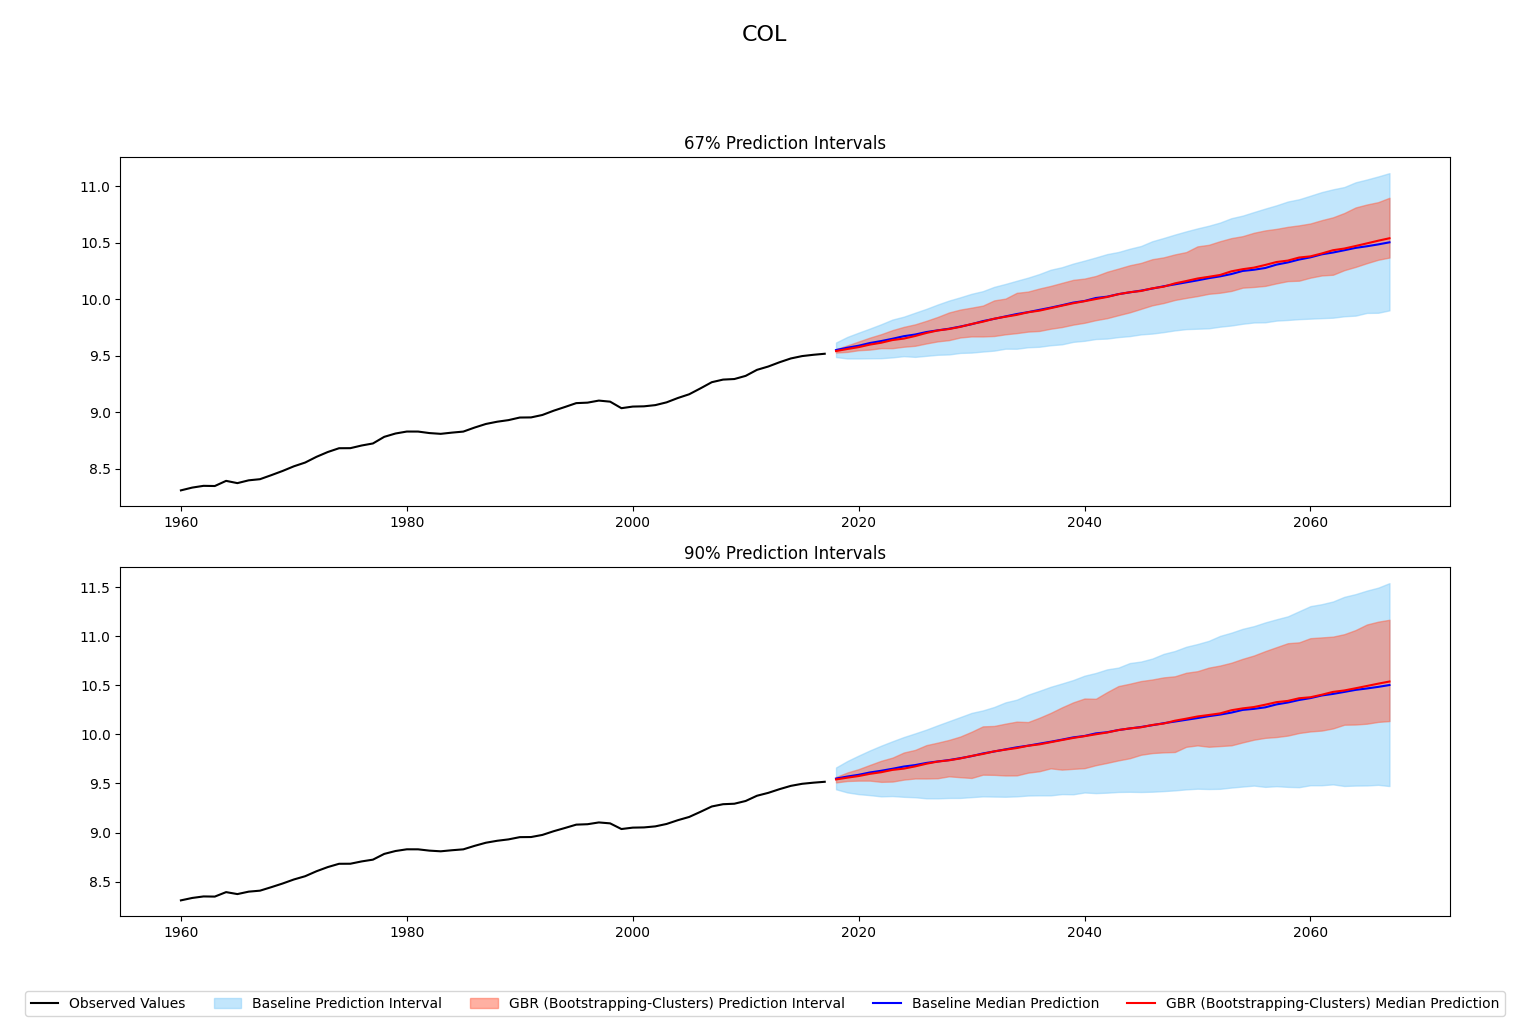 COL
67% Prediction Intervals
11.0
10.5
10.0
9.5
9.0
8.5
1960 1980 2000 2020 2040 2060
90% Prediction Intervals
11.5
11.0
10.5
10.0
9.5
9.0
8.5
1960 1980 2000 2020 2040 2060
Observed Values Baseline Prediction Interval GBR (Bootstrapping-Clusters) Prediction Interval Baseline Median Prediction GBR (Bootstrapping-Clusters) Median Prediction